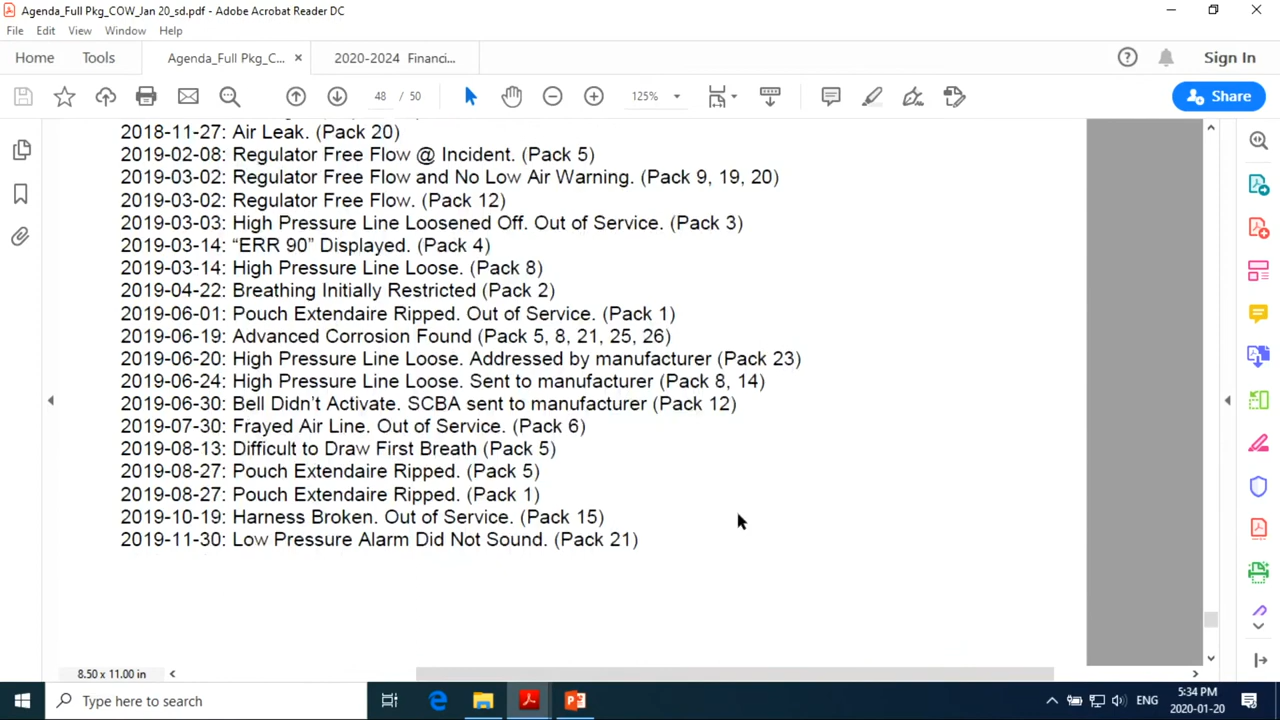 Agenda_Full Pkg_COW_Jan 20_sd.pdf - Adobe Acrobat Reader DC
File Edit View Window Help
Home Tools Agenda_Full Pkg_C... × 2020-2024 Financi... Sign In
48 / 50 125% Share
2018-11-27: Air Leak. (Pack 20)
2019-02-08: Regulator Free Flow @ Incident. (Pack 5)
2019-03-02: Regulator Free Flow and No Low Air Warning. (Pack 9, 19, 20)
2019-03-02: Regulator Free Flow. (Pack 12)
2019-03-03: High Pressure Line Loosened Off. Out of Service. (Pack 3)
2019-03-14: “ERR 90” Displayed. (Pack 4)
2019-03-14: High Pressure Line Loose. (Pack 8)
2019-04-22: Breathing Initially Restricted (Pack 2)
2019-06-01: Pouch Extendaire Ripped. Out of Service. (Pack 1)
2019-06-19: Advanced Corrosion Found (Pack 5, 8, 21, 25, 26)
2019-06-20: High Pressure Line Loose. Addressed by manufacturer (Pack 23)
2019-06-24: High Pressure Line Loose. Sent to manufacturer (Pack 8, 14)
2019-06-30: Bell Didn’t Activate. SCBA sent to manufacturer (Pack 12)
2019-07-30: Frayed Air Line. Out of Service. (Pack 6)
2019-08-13: Difficult to Draw First Breath (Pack 5)
2019-08-27: Pouch Extendaire Ripped. (Pack 5)
2019-08-27: Pouch Extendaire Ripped. (Pack 1)
2019-10-19: Harness Broken. Out of Service. (Pack 15)
2019-11-30: Low Pressure Alarm Did Not Sound. (Pack 21)
8.50 x 11.00 in
Type here to search
ENG
5:34 PM
2020-01-20